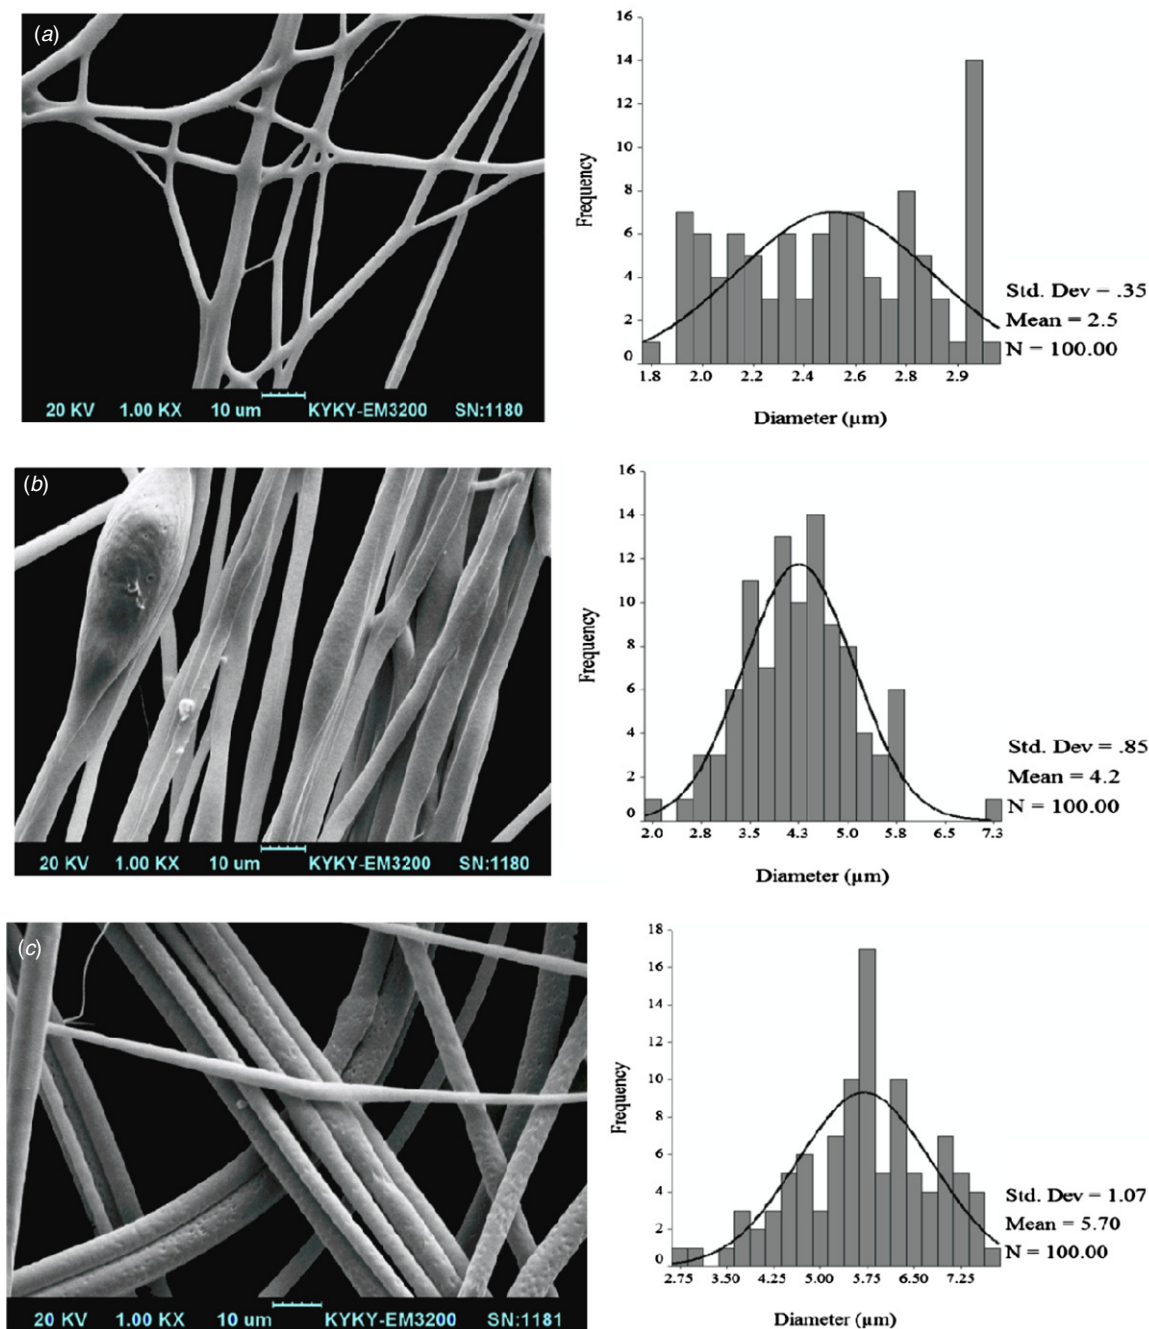 (a)
20 KV 1.00 KX 10 um KYKY-EM3200 SN:1180
Frequency
16
14
12
10
8
6
4
2
0
1.8 2.0 2.2 2.4 2.6 2.8 2.9
Diameter (µm)
Std. Dev = .35
Mean = 2.5
N = 100.00
(b)
20 KV 1.00 KX 10 um KYKY-EM3200 SN:1180
Frequency
16
14
12
10
8
6
4
2
0
2.0 2.8 3.5 4.3 5.0 5.8 6.5 7.3
Diameter (µm)
Std. Dev = .85
Mean = 4.2
N = 100.00
(c)
20 KV 1.00 KX 10 um KYKY-EM3200 SN:1181
Frequency
18
16
14
12
10
8
6
4
2
0
2.75 3.50 4.25 5.00 5.75 6.50 7.25
Diameter (µm)
Std. Dev = 1.07
Mean = 5.70
N = 100.00